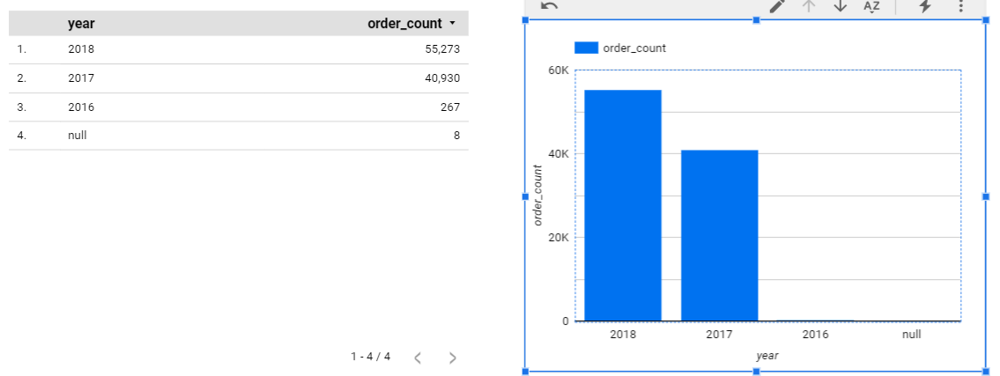 year order_count
1. 2018 55,273
2. 2017 40,930
3. 2016 267
4. null 8
1 - 4 / 4
AZ
order_count
60K
40K
20K
0
order_count
2018 2017 2016 null
year